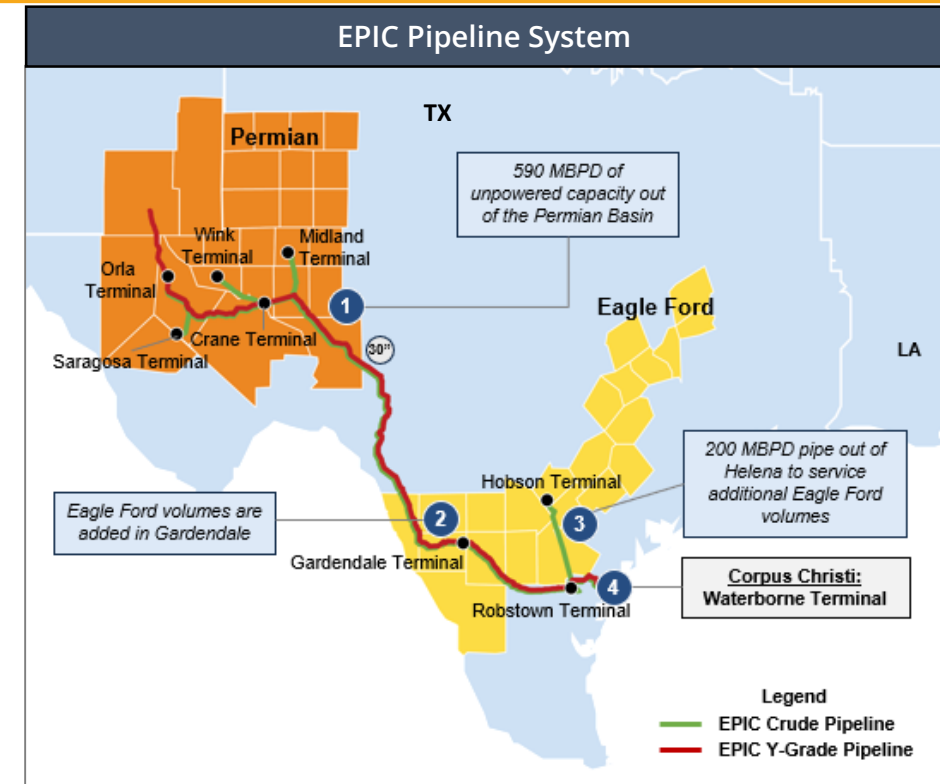 EPIC Pipeline System
TX
Permian
590 MBPD of
unpowered capacity out
of the Permian Basin
Wink
Terminal
Midland
Terminal
Orla
Terminal
1
Eagle Ford
Crane Terminal
30"
LA
Saragosa Terminal
200 MBPD pipe out of
Helena to service
additional Eagle Ford
volumes
Hobson Terminal
Eagle Ford volumes are
added in Gardendale
2
3
Gardendale Terminal
4
Corpus Christi:
Waterborne Terminal
Robstown Terminal
Legend
EPIC Crude Pipeline
EPIC Y-Grade Pipeline